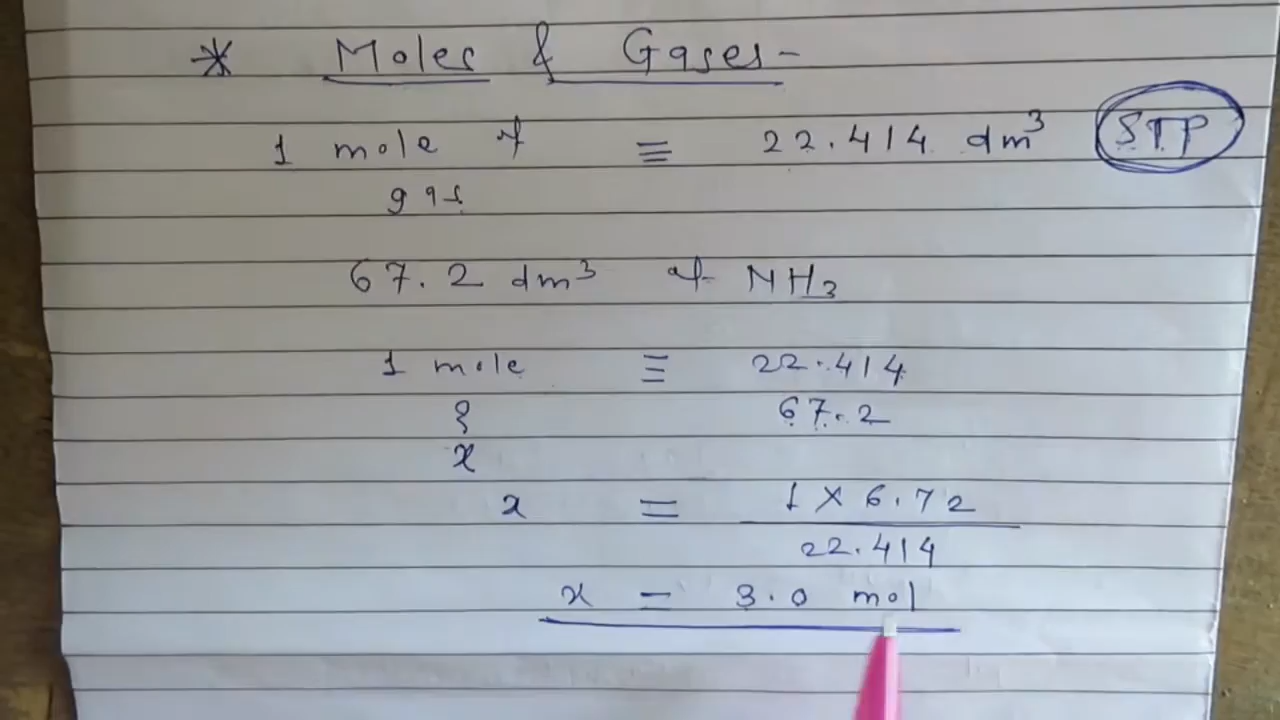 * Moles & Gases-
1 mole of ≡ 22.414 dm³ STP
gas
67.2 dm³ of NH₃
1 mole ≡ 22.414
? 67.2
x
x = 1 × 6.72
22.414
x = 3.0 mol